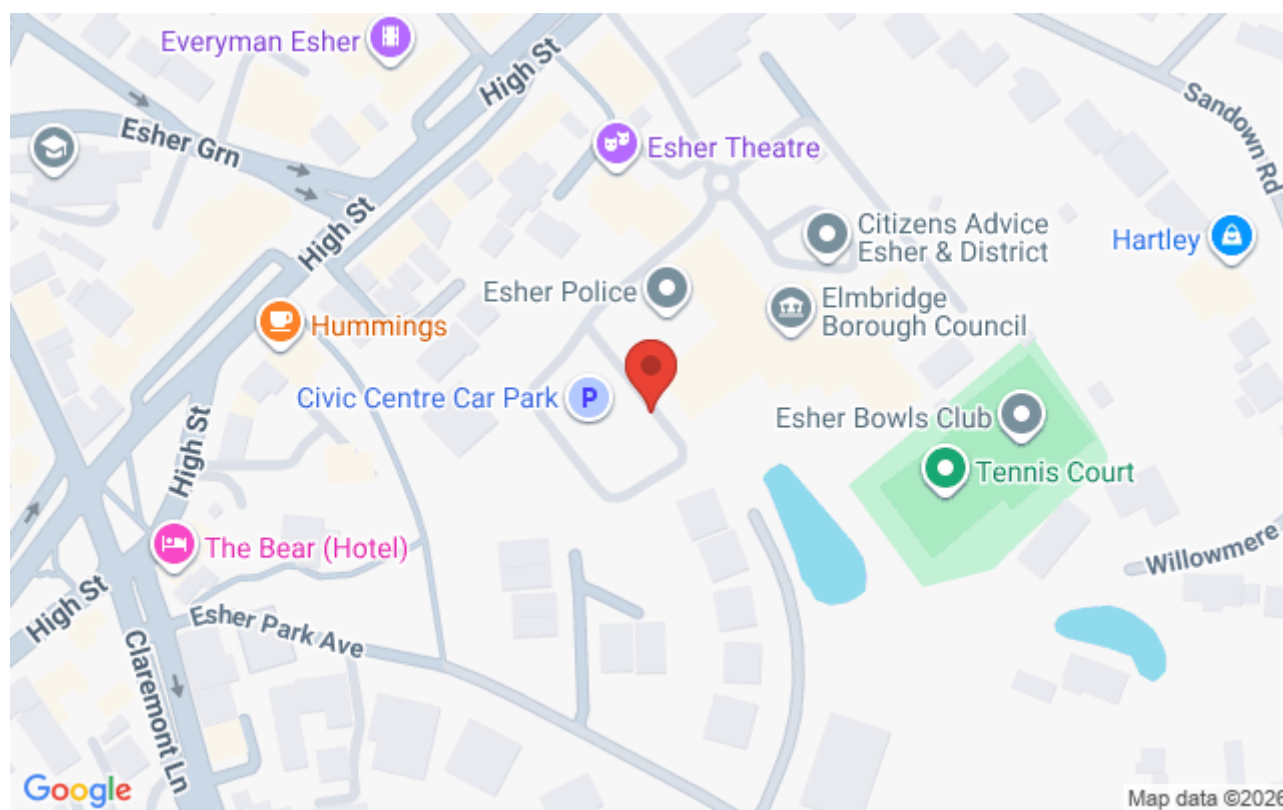 Everyman Esher
High St
Sandown Rd
Esher Grn
Esher Theatre
High St
Citizens Advice
Esher & District
Hartley
Esher Police
Elmbridge
Borough Council
Hummings
Civic Centre Car Park
P
Esher Bowls Club
High St
Tennis Court
The Bear (Hotel)
Willowmere
High St
Esher Park Ave
Claremont Ln
Google
Map data ©2026